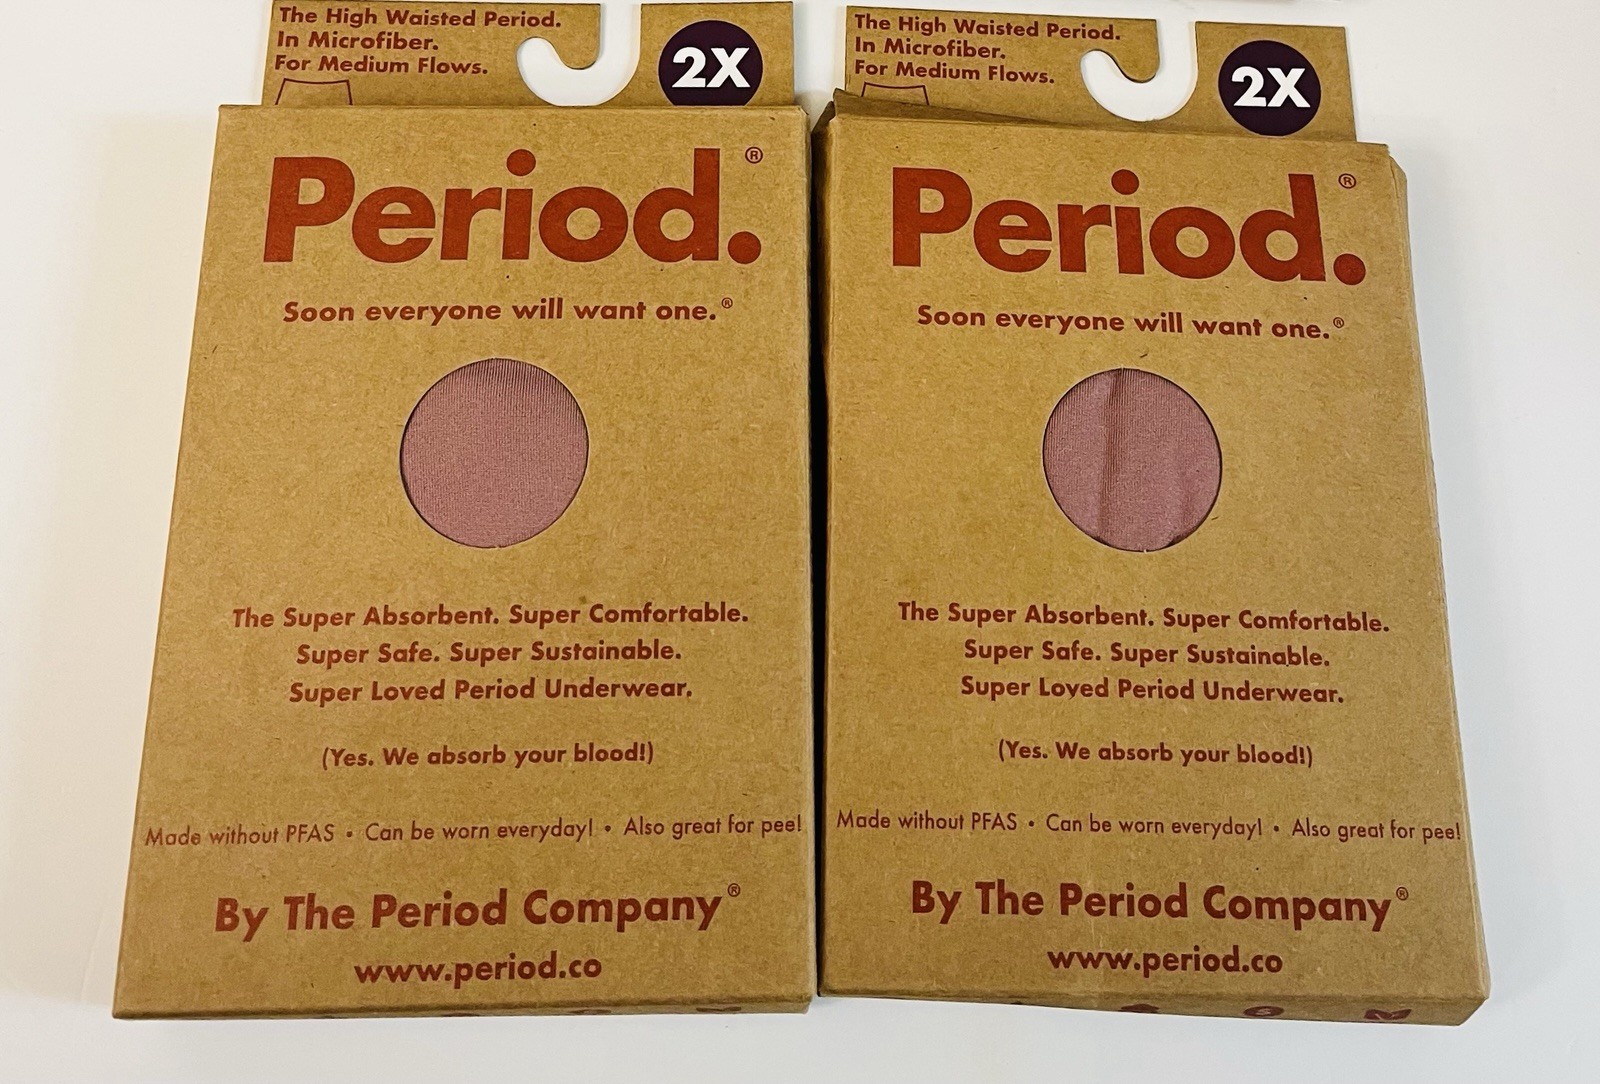 The High Waisted Period.
In Microfiber.
For Medium Flows.
2X
Period.®
Soon everyone will want one.®
The Super Absorbent. Super Comfortable.
Super Safe. Super Sustainable.
Super Loved Period Underwear.
(Yes. We absorb your blood!)
Made without PFAS • Can be worn everyday! • Also great for pee!
By The Period Company®
www.period.co
The High Waisted Period.
In Microfiber.
For Medium Flows.
2X
Period.®
Soon everyone will want one.®
The Super Absorbent. Super Comfortable.
Super Safe. Super Sustainable.
Super Loved Period Underwear.
(Yes. We absorb your blood!)
Made without PFAS • Can be worn everyday! • Also great for pee!
By The Period Company®
www.period.co